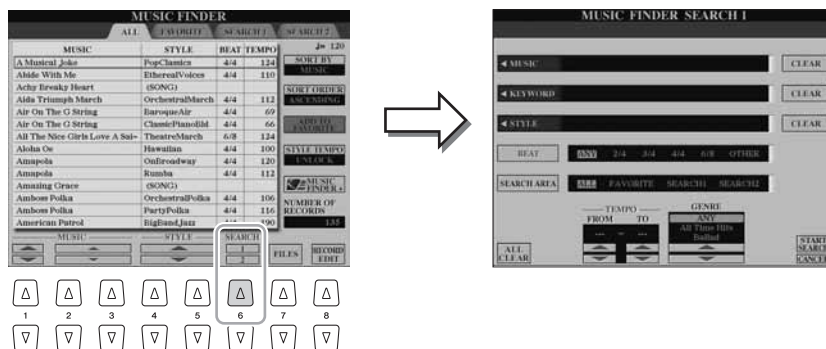 MUSIC FINDER
ALL FAVORITE SEARCH 1 SEARCH 2
MUSIC STYLE BEAT TEMPO
♩= 120
A Musical Joke PopClassics 4/4 124
Abide With Me EtherealVoices 4/4 110
Achy Breaky Heart (SONG)
Aida Triumph March OrchestralMarch 4/4 112
Air On The G String BaroqueAir 4/4 69
Air On The G String ClassicPianoBld 4/4 66
All The Nice Girls Love A Sai~ TheatreMarch 6/8 124
Aloha Oe Hawaiian 4/4 100
Amapola OnBroadway 4/4 120
Amapola Rumba 4/4 112
Amazing Grace (SONG)
Amboss Polka OrchestralPolka 4/4 106
Amboss Polka PartyPolka 4/4 116
American Patrol BigBandJazz 4/4 190
SORT BY
MUSIC
SORT ORDER
ASCENDING
ADD TO
FAVORITE
STYLE TEMPO
UNLOCK
MUSIC
FINDER+
NUMBER OF
RECORDS
135
MUSIC STYLE SEARCH
1
2
FILES
RECORD
EDIT
1 2 3 4 5 6 7 8
MUSIC FINDER SEARCH 1
MUSIC CLEAR
KEYWORD CLEAR
STYLE CLEAR
BEAT ANY 2/4 3/4 4/4 6/8 OTHER
SEARCH AREA ALL FAVORITE SEARCH1 SEARCH2
TEMPO
FROM TO
--- – ---
GENRE
ANY
All Time Hits
Ballad
ALL
CLEAR
START
SEARCH
CANCEL